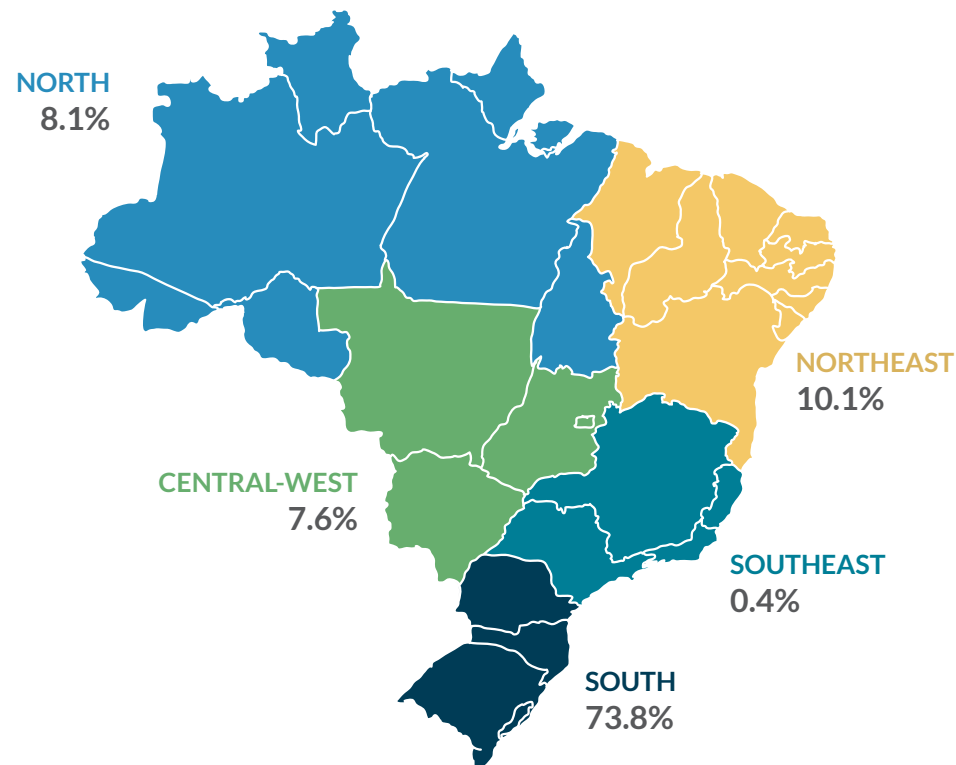 NORTH
8.1%
NORTHEAST
10.1%
CENTRAL-WEST
7.6%
SOUTHEAST
0.4%
SOUTH
73.8%